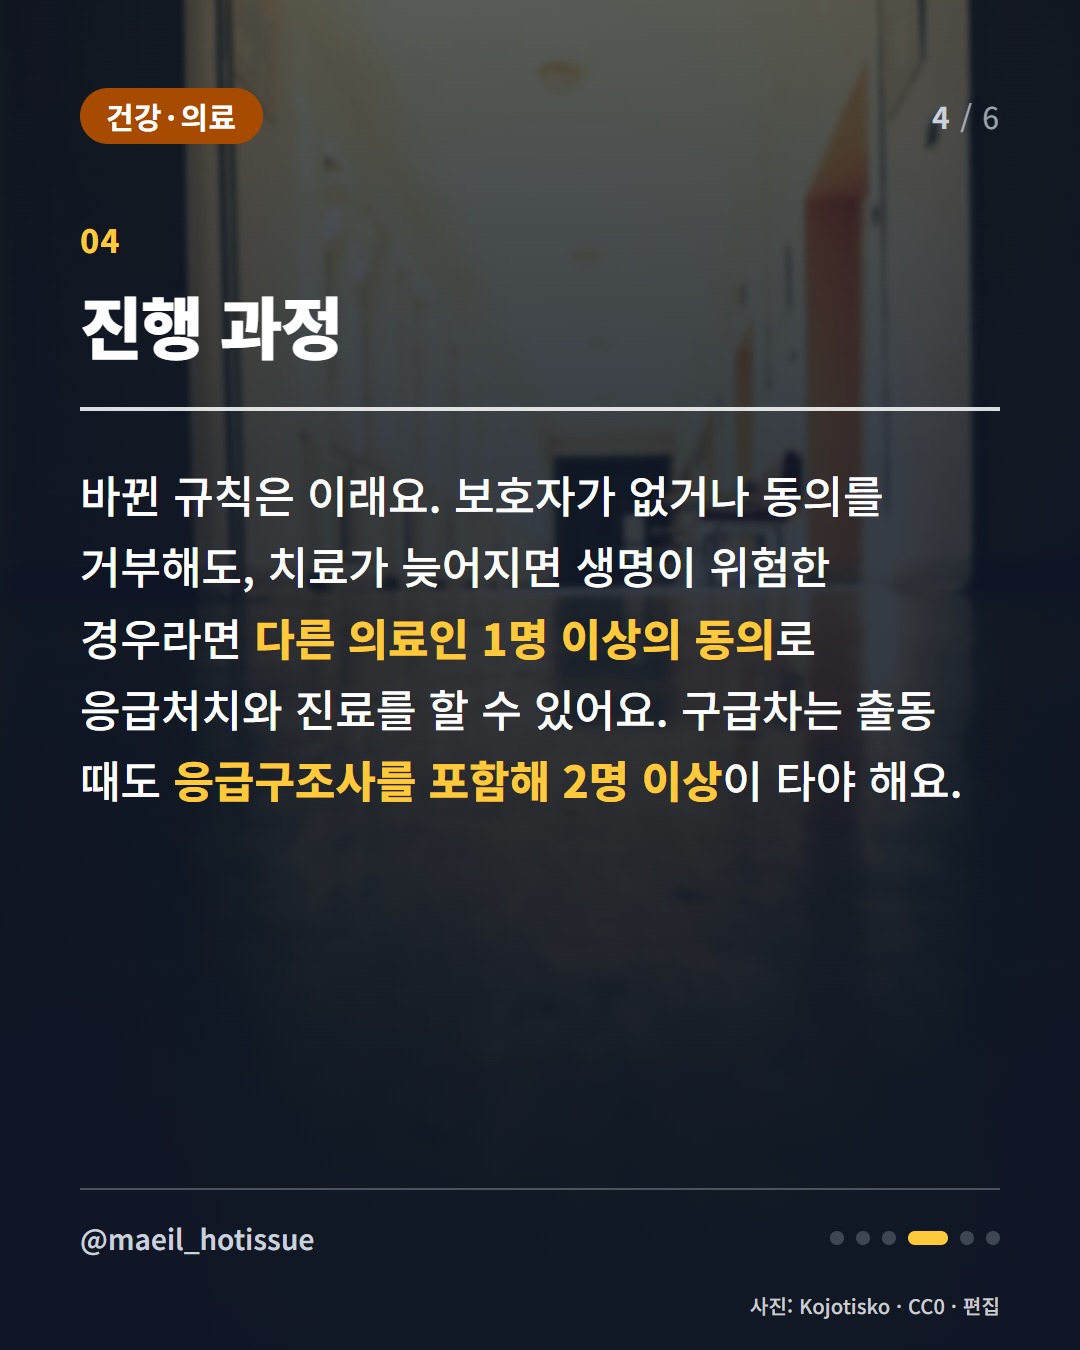 건강·의료
4 / 6
04
진행 과정
바뀐 규칙은 이래요. 보호자가 없거나 동의를
거부해도, 치료가 늦어지면 생명이 위험한
경우라면 다른 의료인 1명 이상의 동의로
응급처치와 진료를 할 수 있어요. 구급차는 출동
때도 응급구조사를 포함해 2명 이상이 타야 해요.
@maeil_hotissue
사진: Kojotisko · CC0 · 편집